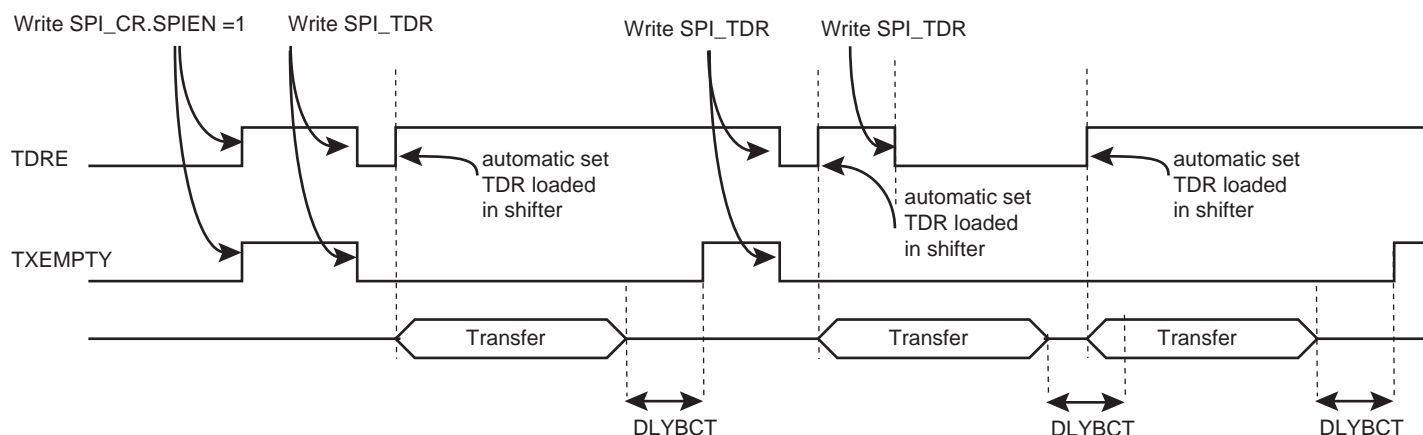 Write SPI_CR.SPIEN =1
Write SPI_TDR
Write SPI_TDR
Write SPI_TDR
TDRE
automatic set
TDR loaded
in shifter
automatic set
TDR loaded
in shifter
automatic set
TDR loaded
in shifter
TXEMPTY
Transfer
Transfer
Transfer
DLYBCT
DLYBCT
DLYBCT